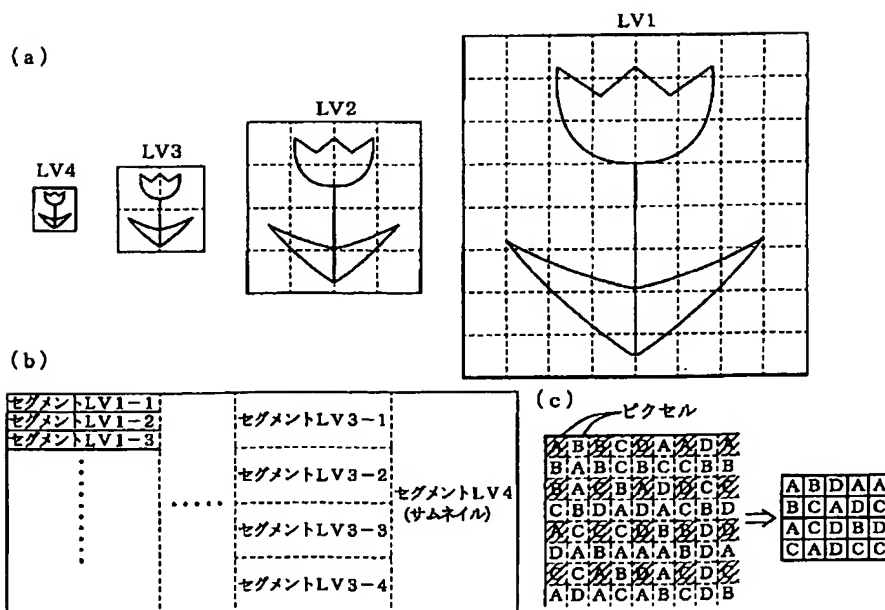 (a)
LV4
LV3
LV2
LV1
(b)
セグメントLV1-1
セグメントLV1-2
セグメントLV1-3
セグメントLV3-1
セグメントLV3-2
セグメントLV3-3
セグメントLV3-4
セグメントLV4
(サムネイル)
(c)
ピクセル
A B B C D A A D A
B A B C B C C B B
B A C B A D D C C
C B D A D A C B D
A C C C D B B D D
D A B A A A B D A
C C A B D A C D C
A D A C A B C D B
A B D A A
B C A D C
A C D B D
C A D C C